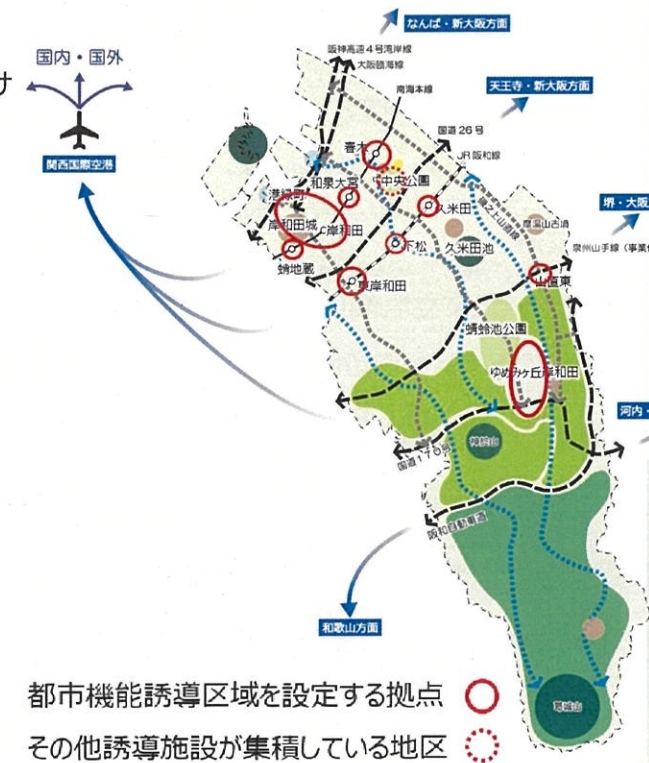 なんば・新大阪方面
阪神高速4号湾岸線
大阪臨海線
国内・国外
け
南海本線
天王寺・新大阪方面
関西国際空港
国道26号
JR阪和線
春木
中央公園
和泉大宮
港緑町
久米田
岸和田城
岸和田
堺・大阪
下松
久米田池
摩湯山古墳
泉州山手線(事業
蛸地蔵
東岸和田
山直東
蜻蛉池公園
ゆめみヶ丘岸和田
河内・
神於山
国道170号
阪和自動車道
和歌山方面
葛城山
都市機能誘導区域を設定する拠点
その他誘導施設が集積している地区